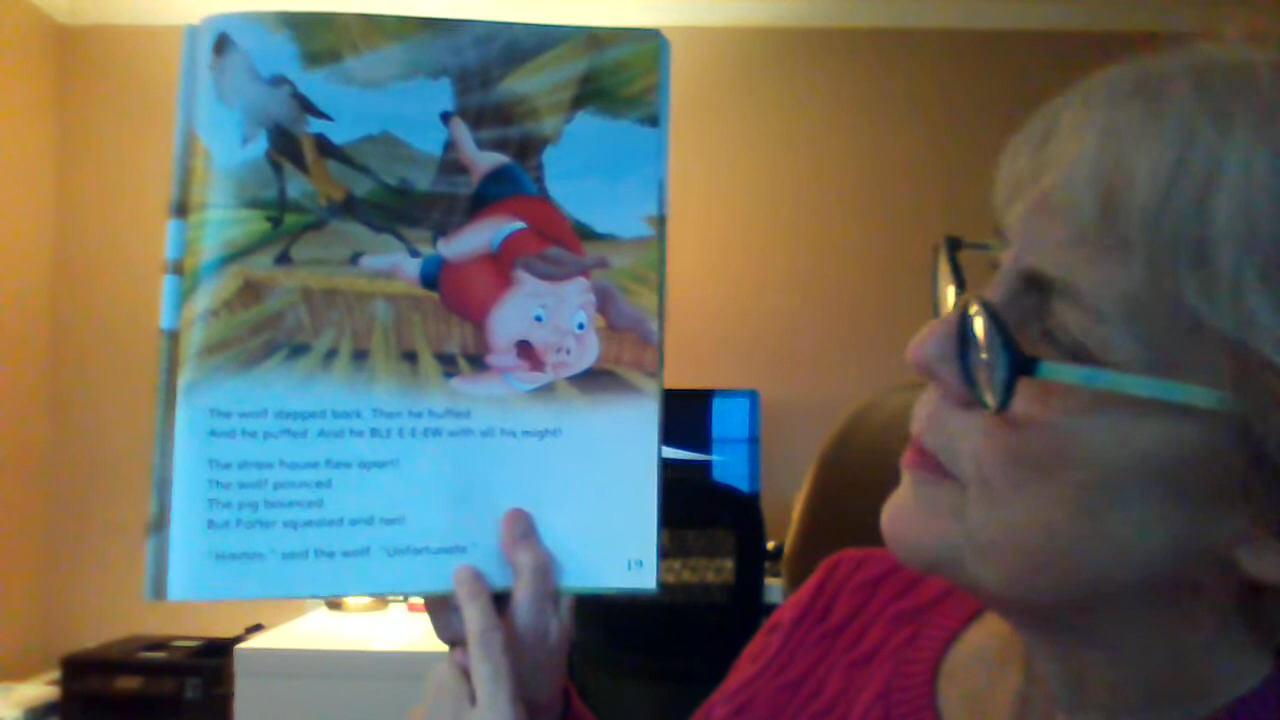 The wolf stepped back. Then he huffed.
And he puffed. And he BLE-E-E-EW with all his might!
The straw house flew apart!
The wolf pounced.
The pig bounced.
But Porter squealed and ran!
"Hmmm," said the wolf. "Unfortunate."
19